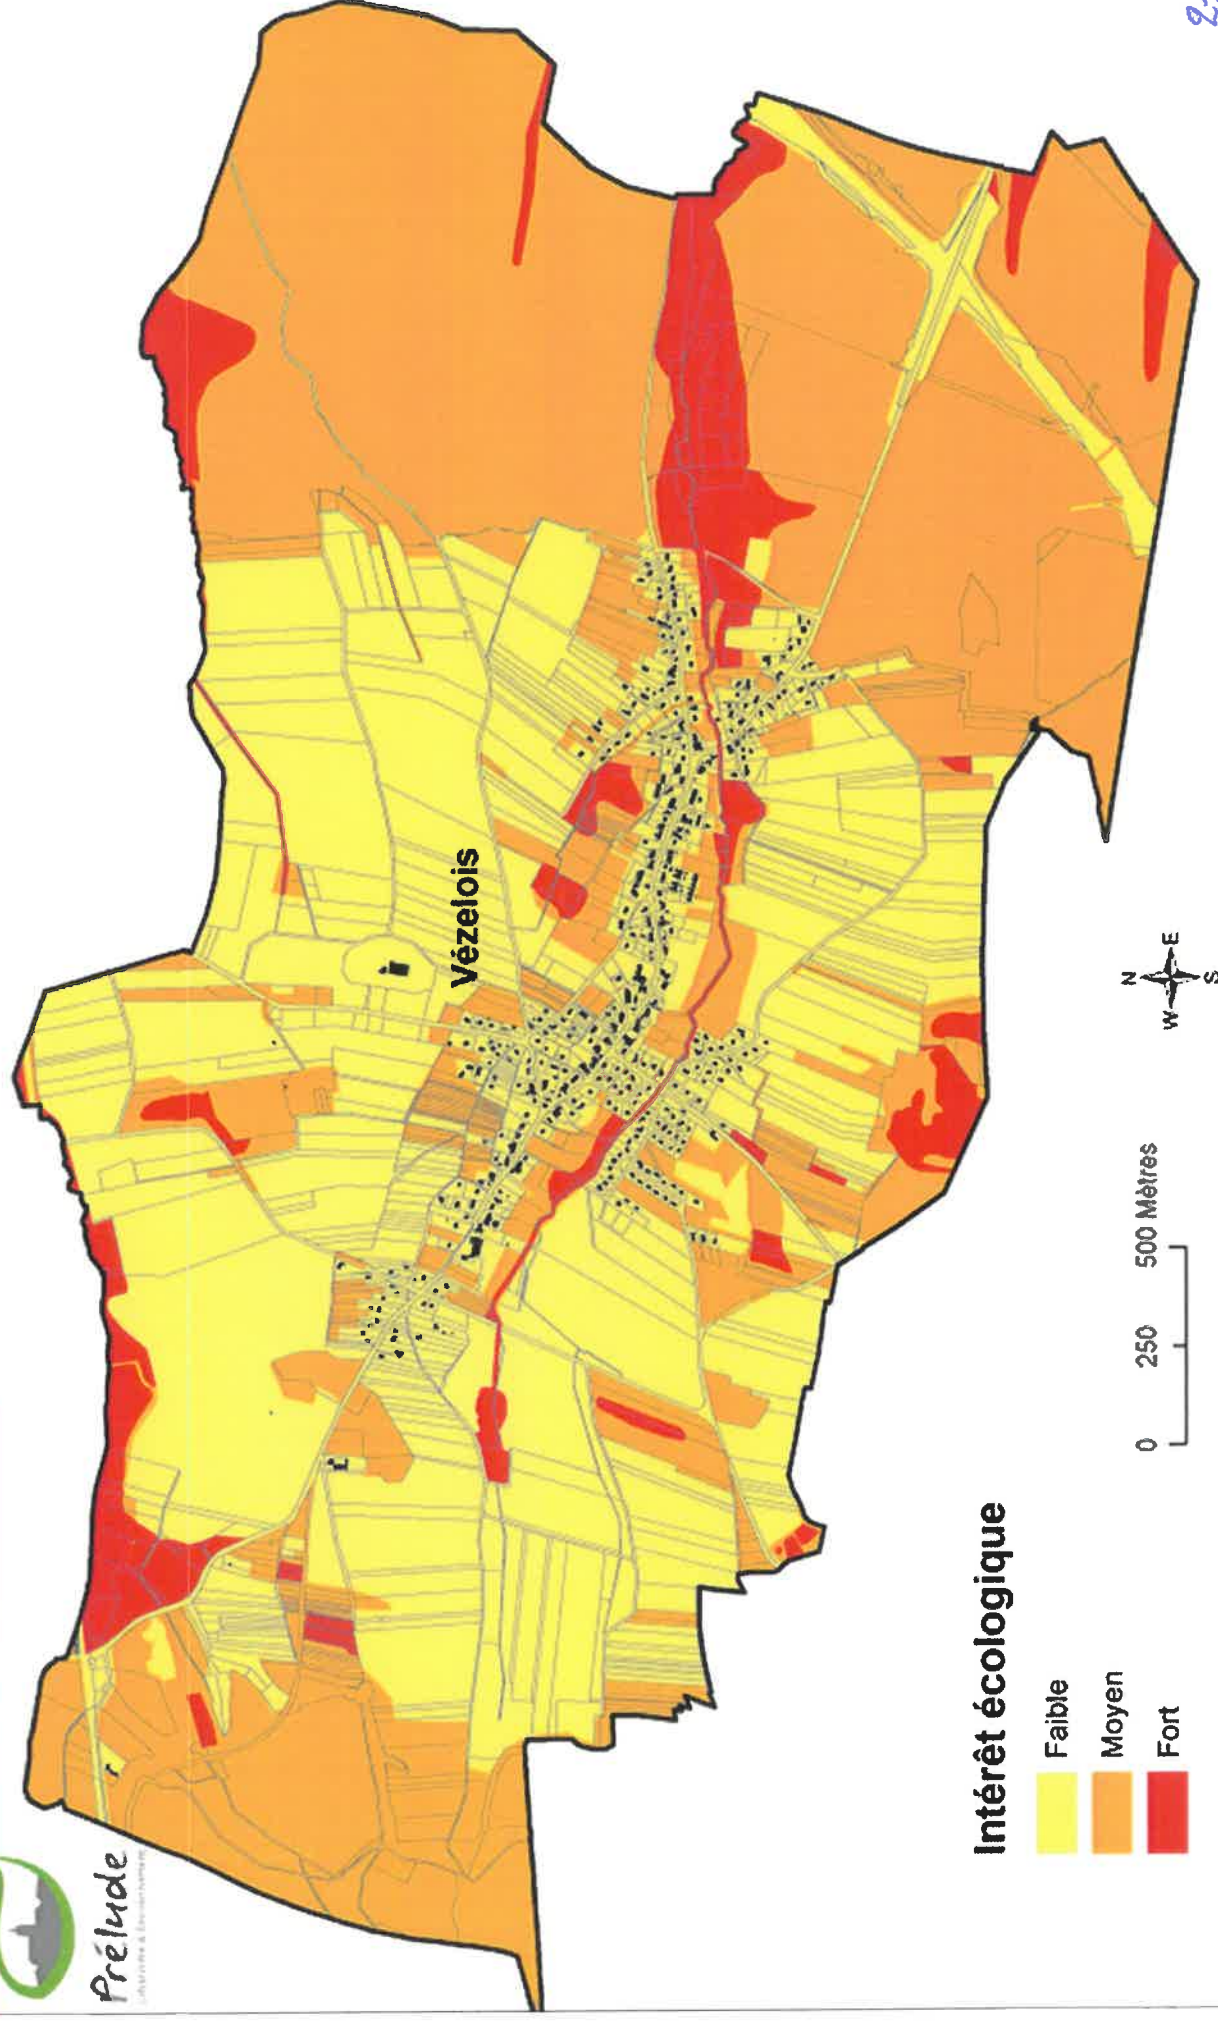 Prélude
Vézelois
Intérêt écologique
Faible
Moyen
Fort
0 250 500 Mètres
N
W E
S